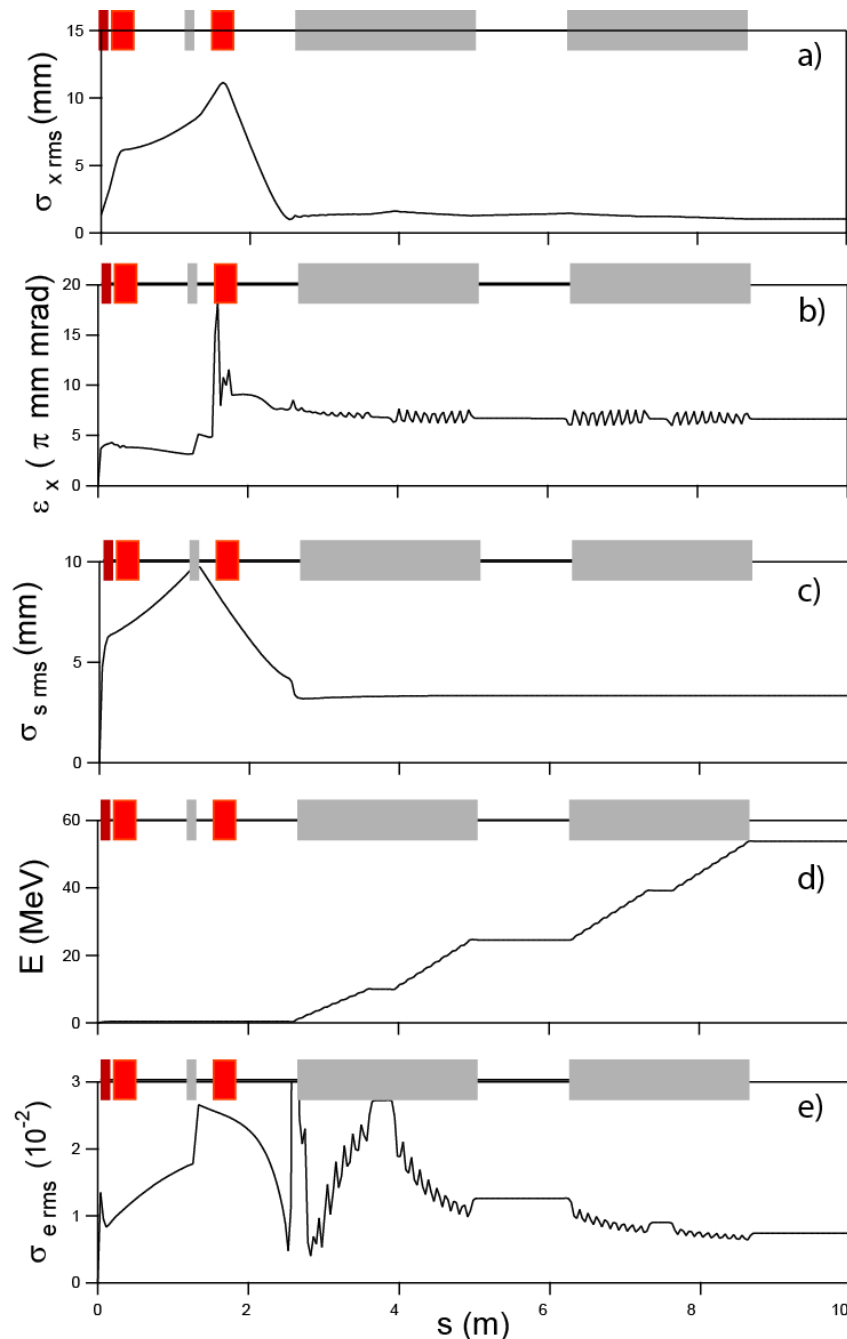 15
10
5
0
σ x rms (mm)
a)
20
15
10
5
0
ε x ( π mm mrad)
b)
10
5
0
σ s rms (mm)
c)
60
40
20
0
E (MeV)
d)
3
2
1
0
σ e rms (10-2)
e)
0 2 4 6 8 10
s (m)